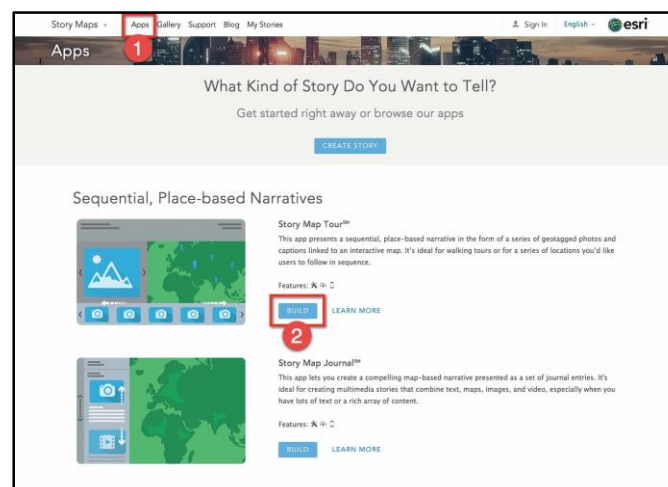 Story Maps Apps Gallery Support Blog My Stories Sign In English esri
1
Apps
What Kind of Story Do You Want to Tell?
Get started right away or browse our apps
CREATE STORY
Sequential, Place-based Narratives
Story Map Tour℠
This app presents a sequential, place-based narrative in the form of a series of geotagged photos and
captions linked to an interactive map. It's ideal for walking tours or for a series of locations you'd like
users to follow in sequence.
Features:
BUILD LEARN MORE
2
Story Map Journal℠
This app lets you create a compelling map-based narrative presented as a set of journal entries. It's
ideal for creating multimedia stories that combine text, maps, images, and video, especially when you
have lots of text or a rich array of content.
Features:
BUILD LEARN MORE